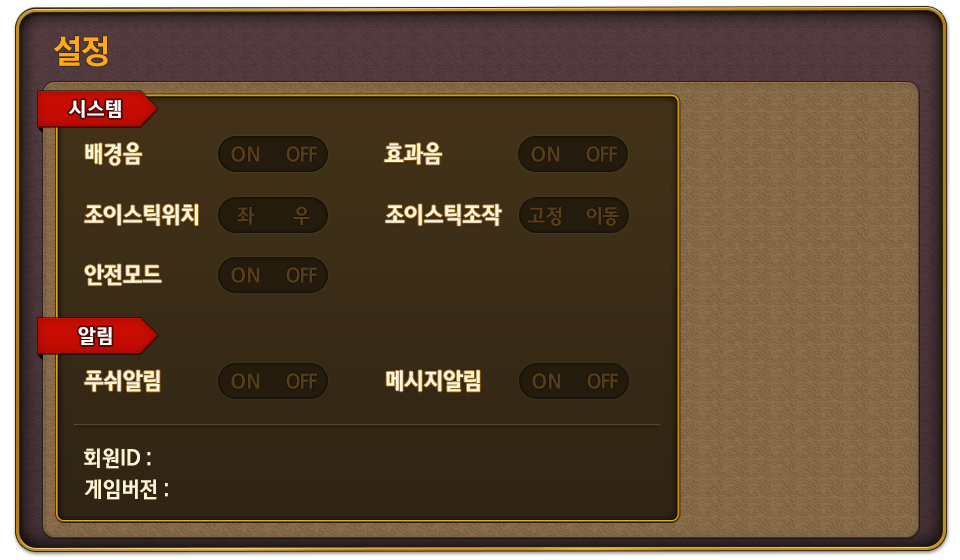 설정
시스템
배경음 ON OFF 효과음 ON OFF
조이스틱위치 좌 우 조이스틱조작 고정 이동
안전모드 ON OFF
알림
푸쉬알림 ON OFF 메시지알림 ON OFF
회원ID :
게임버전 :